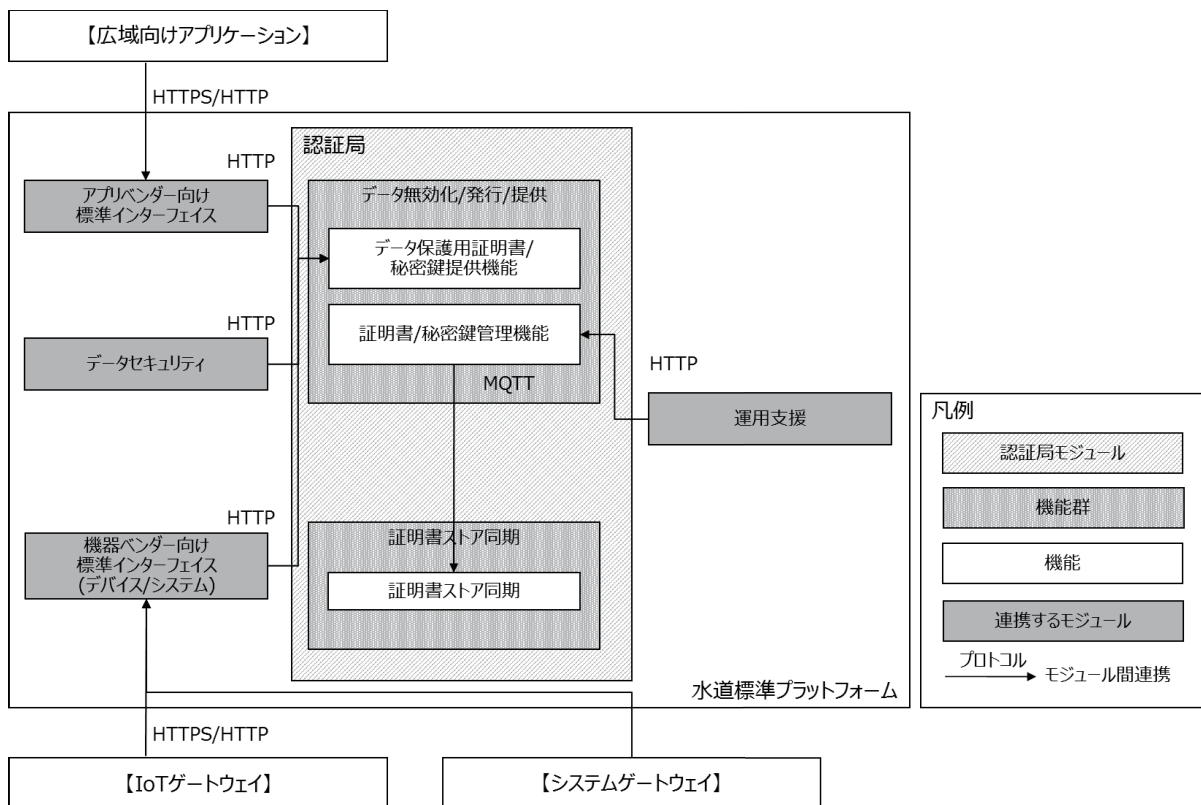 【広域向けアプリケーション】
HTTPS/HTTP
認証局
HTTP
アプリベンダー向け
標準インターフェイス
データ無効化/発行/提供
データ保護用証明書/
秘密鍵提供機能
HTTP
証明書/秘密鍵管理機能
データセキュリティ
MQTT
HTTP
運用支援
HTTP
機器ベンダー向け
標準インターフェイス
(デバイス/システム)
証明書ストア同期
証明書ストア同期
水道標準プラットフォーム
HTTPS/HTTP
【IoTゲートウェイ】
【システムゲートウェイ】
凡例
認証局モジュール
機能群
機能
連携するモジュール
プロトコル
モジュール間連携